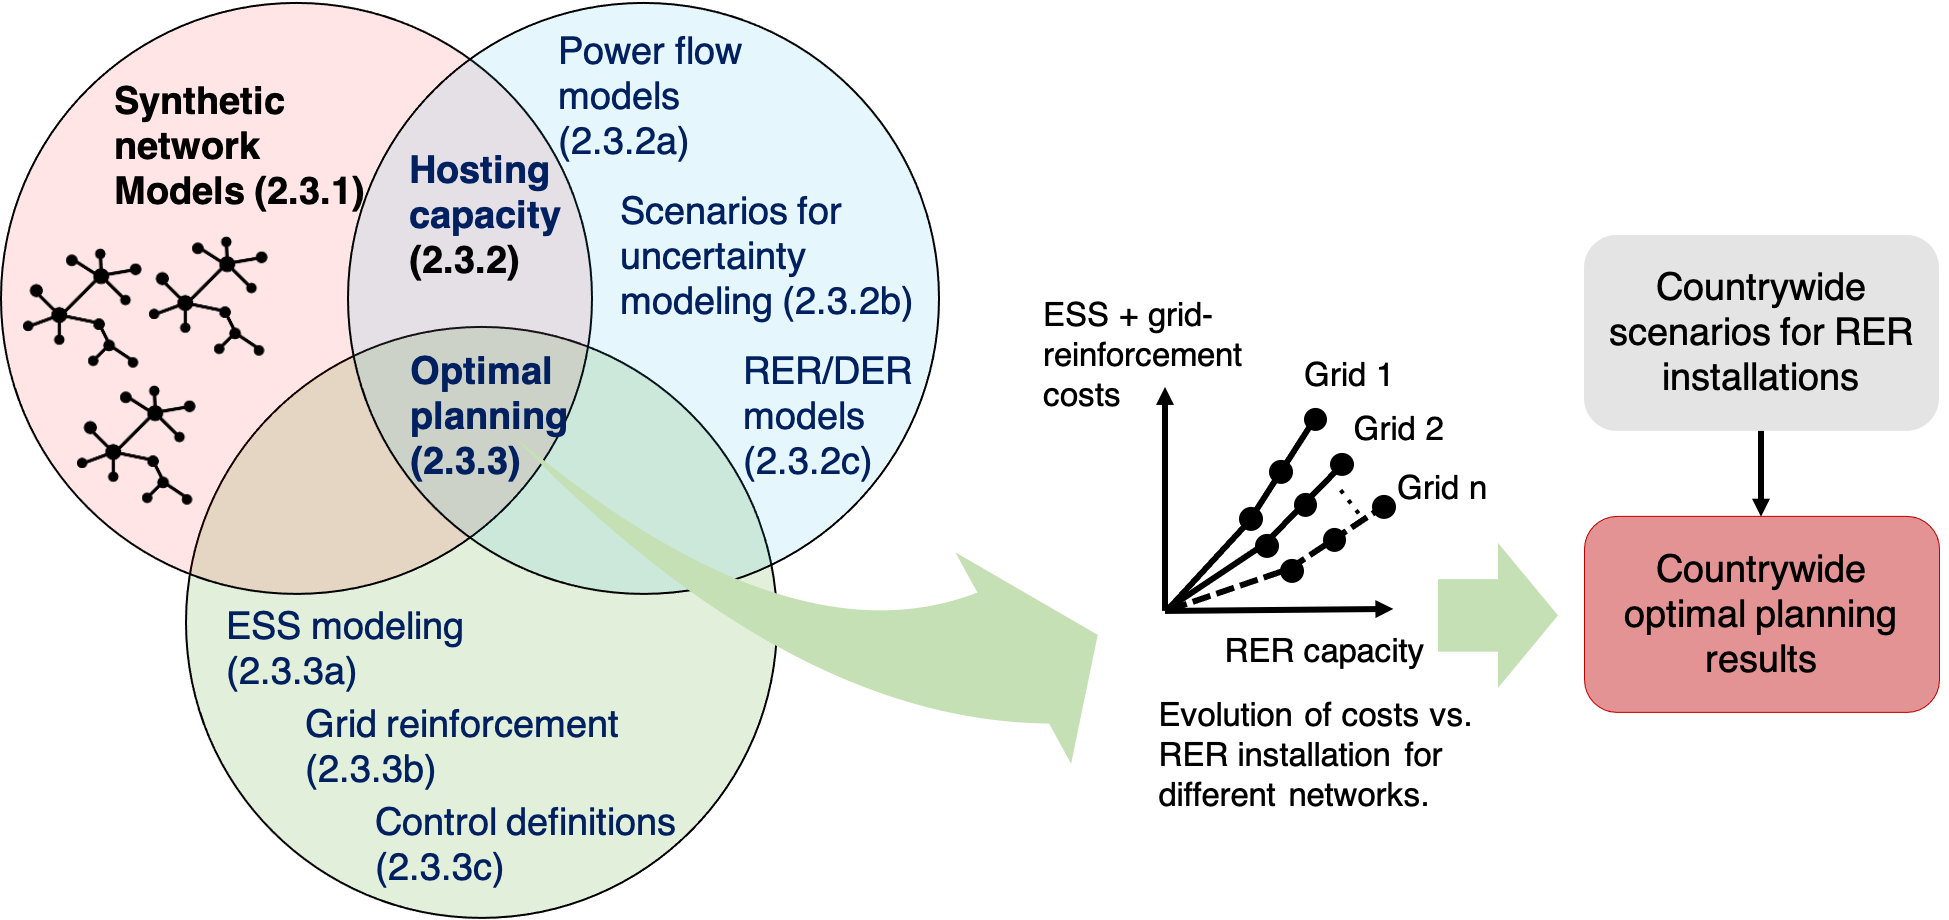 Synthetic
network
Models (2.3.1)
Hosting
capacity
(2.3.2)
Power flow
models
(2.3.2a)
Scenarios for
uncertainty
modeling (2.3.2b)
RER/DER
models
(2.3.2c)
Optimal
planning
(2.3.3)
ESS modeling
(2.3.3a)
Grid reinforcement
(2.3.3b)
Control definitions
(2.3.3c)
ESS + grid-
reinforcement
costs
Grid 1
Grid 2
Grid n
RER capacity
Evolution of costs vs.
RER installation for
different networks.
Countrywide
scenarios for RER
installations
Countrywide
optimal planning
results